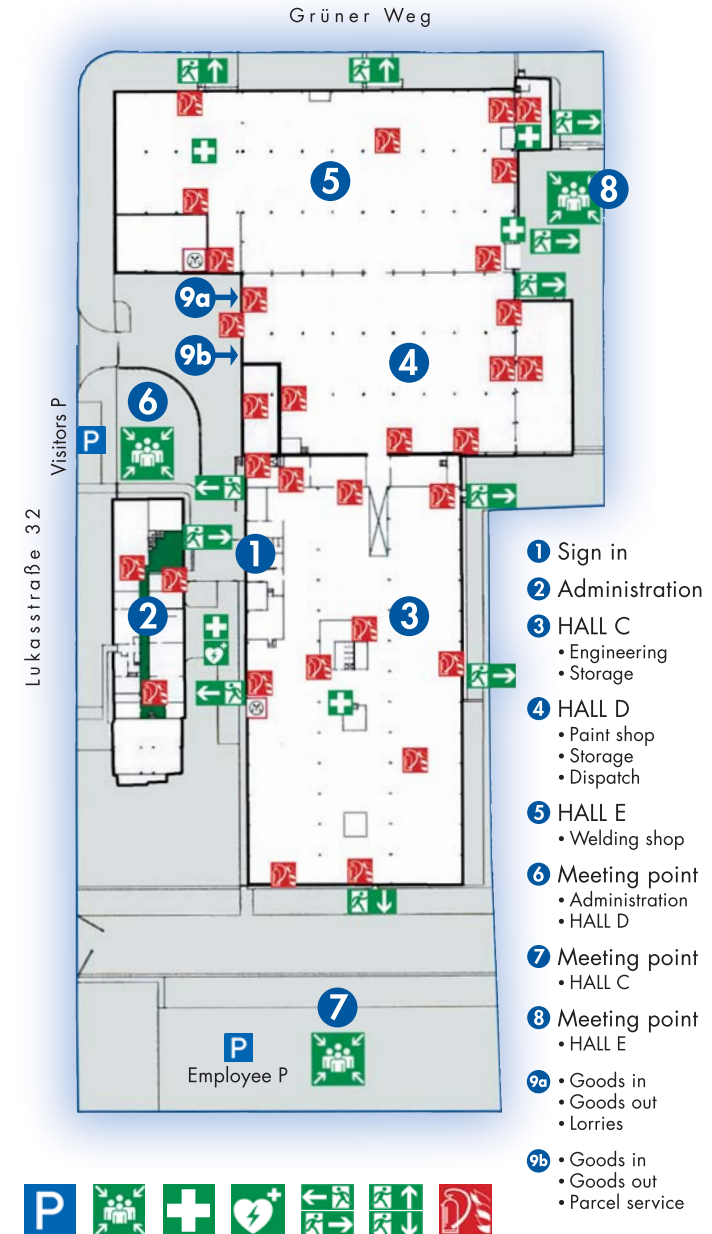 Grüner Weg
8
5
9a
4
9b
6
Visitors P
P
Lukasstraße 32
1
2
3
7
P
Employee P
1 Sign in
2 Administration
3 HALL C
• Engineering
• Storage
4 HALL D
• Paint shop
• Storage
• Dispatch
5 HALL E
• Welding shop
6 Meeting point
• Administration
• HALL D
7 Meeting point
• HALL C
8 Meeting point
• HALL E
9a • Goods in
• Goods out
• Lorries
9b • Goods in
• Goods out
• Parcel service
P